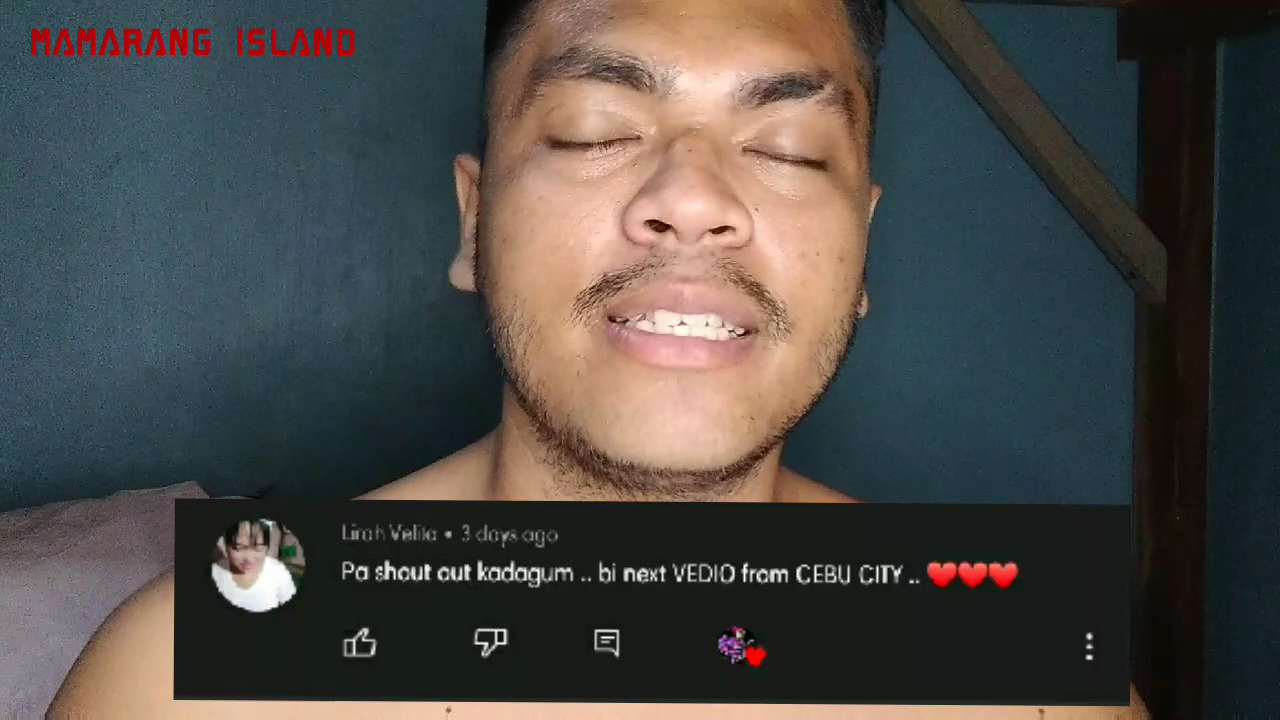 MAMARANG ISLAND
Lirah Velita • 3 days ago
Pa shout out kadagum .. bi next VEDIO from CEBU CITY .. ❤️❤️❤️